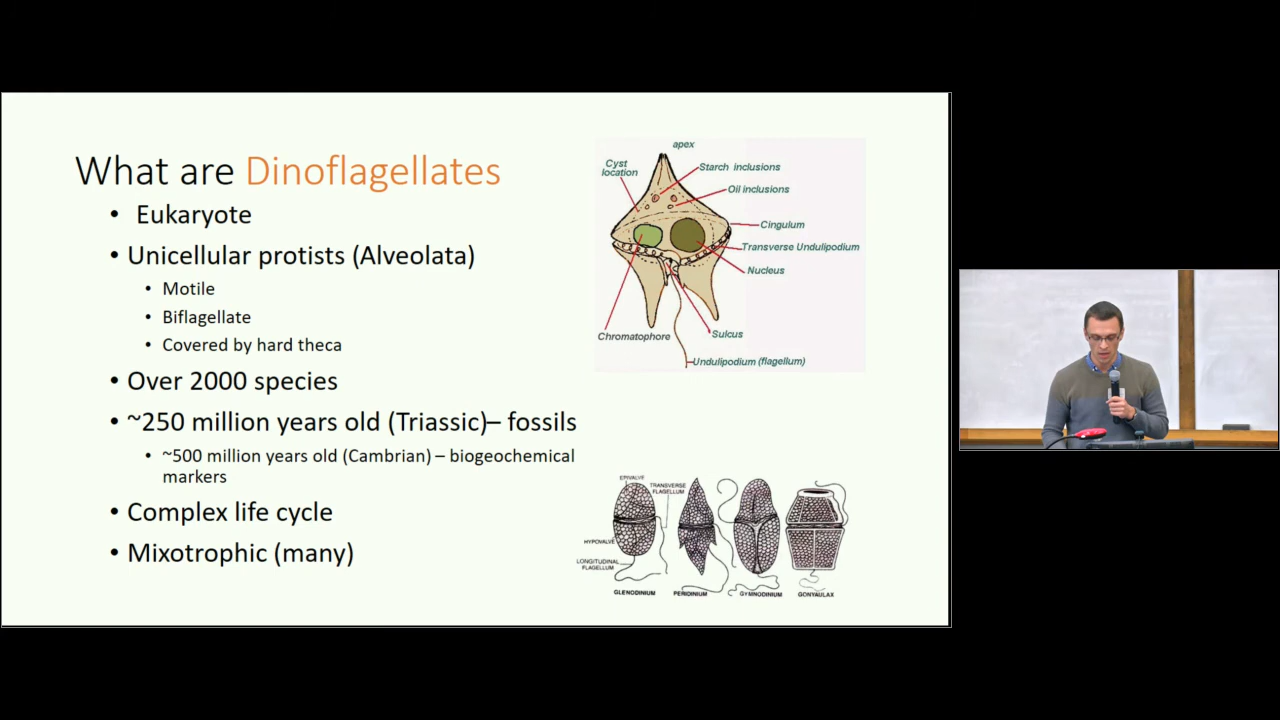 What are Dinoflagellates
• Eukaryote
• Unicellular protists (Alveolata)
• Motile
• Biflagellate
• Covered by hard theca
• Over 2000 species
• ~250 million years old (Triassic)– fossils
• ~500 million years old (Cambrian) – biogeochemical
markers
• Complex life cycle
• Mixotrophic (many)
apex
Cyst
location
Starch inclusions
Oil inclusions
Cingulum
Transverse Undulipodium
Nucleus
Chromatophore
Sulcus
Undulipodium (flagellum)
EPIVALVE
TRANSVERSE
FLAGELLUM
HYPOVALVE
LONGITUDINAL
FLAGELLUM
GLENODINIUM
PERIDINIUM
GYMNODINIUM
GONYAULAX